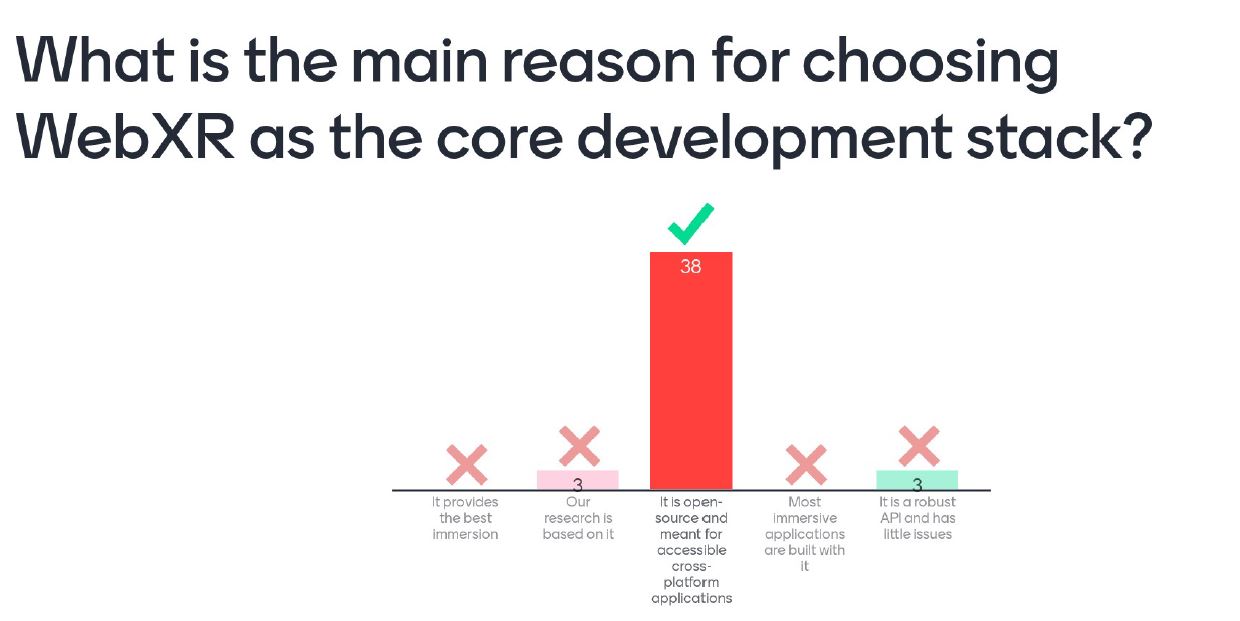 What is the main reason for choosing
WebXR as the core development stack?
38
3
3
It provides
the best
immersion
Our
research is
based on it
It is open-
source and
meant for
accessible
cross-
platform
applications
Most
immersive
applications
are built with
it
It is a robust
API and has
little issues